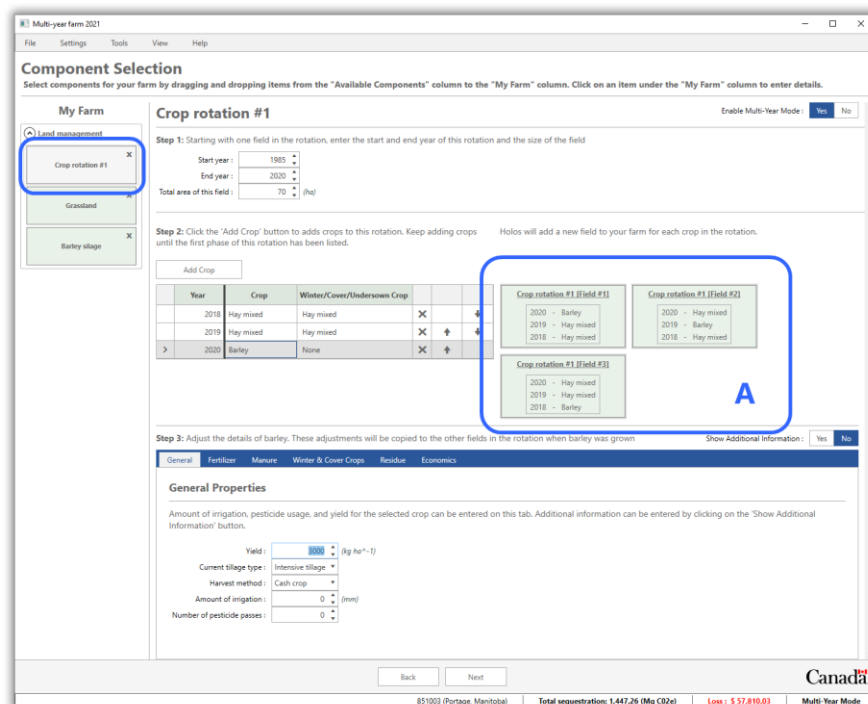 Multi-year farm 2021
File Settings Tools View Help
Component Selection
Select components for your farm by dragging and dropping items from the "Available Components" column to the "My Farm" column. Click on an item under the "My Farm" column to enter details.
My Farm
Land management
Crop rotation #1
x
Grassland
x
Barley silage
x
Crop rotation #1
Enable Multi-Year Mode : Yes No
Step 1: Starting with one field in the rotation, enter the start and end year of this rotation and the size of the field
Start year : 1985
End year : 2020
Total area of this field : 70 (ha)
Step 2: Click the 'Add Crop' button to adds crops to this rotation. Keep adding crops
until the first phase of this rotation has been listed.
Holos will add a new field to your farm for each crop in the rotation.
Add Crop
Year Crop Winter/Cover/Undersown Crop
2018 Hay mixed Hay mixed
2019 Hay mixed Hay mixed
2020 Barley None
Crop rotation #1 [Field #1]
2020 - Barley
2019 - Hay mixed
2018 - Hay mixed
Crop rotation #1 [Field #2]
2020 - Hay mixed
2019 - Barley
2018 - Hay mixed
Crop rotation #1 [Field #3]
2020 - Hay mixed
2019 - Hay mixed
2018 - Barley
A
Step 3: Adjust the details of barley. These adjustments will be copied to the other fields in the rotation when barley was grown
Show Additional Information : Yes No
General Fertilizer Manure Winter & Cover Crops Residue Economics
General Properties
Amount of irrigation, pesticide usage, and yield for the selected crop can be entered on this tab. Additional information can be entered by clicking on the 'Show Additional
Information' button.
Yield : 3000 (kg ha^-1)
Current tillage type : Intensive tillage
Harvest method : Cash crop
Amount of irrigation : 0 (mm)
Number of pesticide passes : 0
Back Next
Canada
851003 (Portage, Manitoba) Total sequestration: 1,447.26 (Mg C02e) Loss : $ 57,810.03 Multi-Year Mode